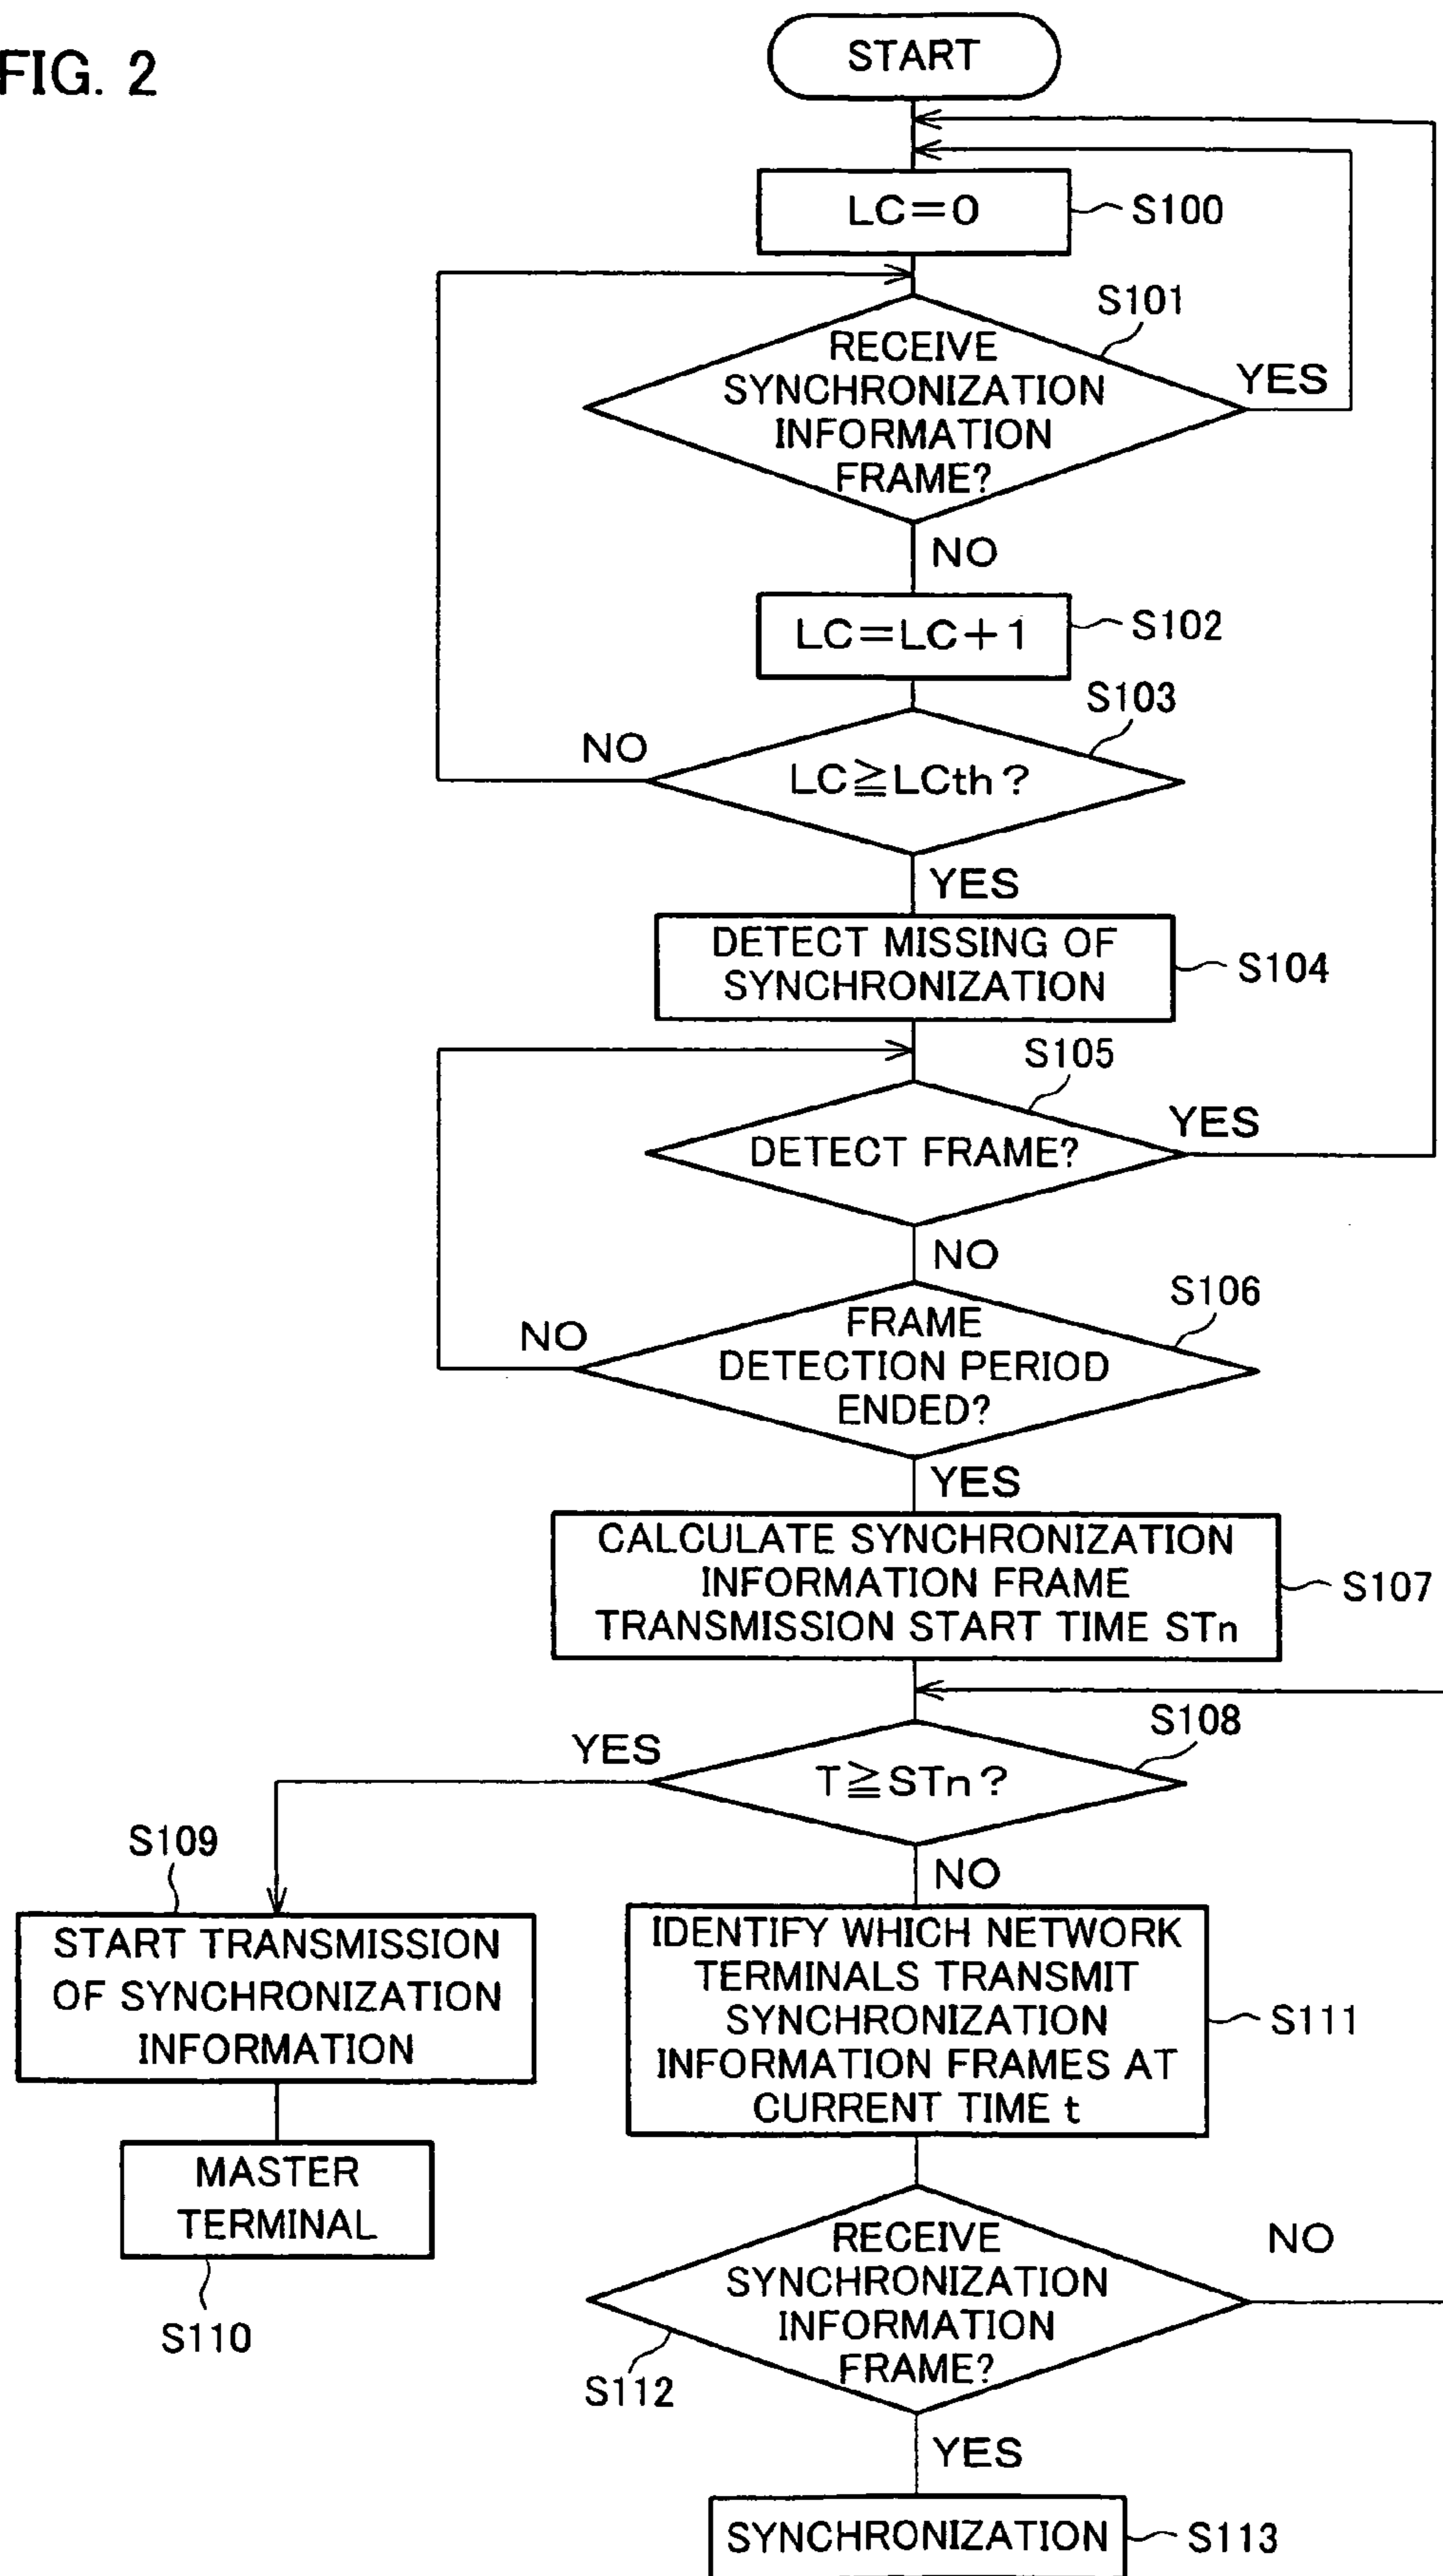 FIG. 2
START
LC=0
S100
S101
RECEIVE
SYNCHRONIZATION
INFORMATION
FRAME?
YES
NO
LC=LC+1
S102
S103
NO
LC≧LCth?
YES
DETECT MISSING OF
SYNCHRONIZATION
S104
S105
DETECT FRAME?
YES
NO
S106
FRAME
DETECTION PERIOD
ENDED?
NO
YES
CALCULATE SYNCHRONIZATION
INFORMATION FRAME
TRANSMISSION START TIME STn
S107
S108
YES
T≧STn?
NO
S109
START TRANSMISSION
OF SYNCHRONIZATION
INFORMATION
MASTER
TERMINAL
S110
IDENTIFY WHICH NETWORK
TERMINALS TRANSMIT
SYNCHRONIZATION
INFORMATION FRAMES AT
CURRENT TIME t
S111
RECEIVE
SYNCHRONIZATION
INFORMATION
FRAME?
NO
S112
YES
SYNCHRONIZATION
S113